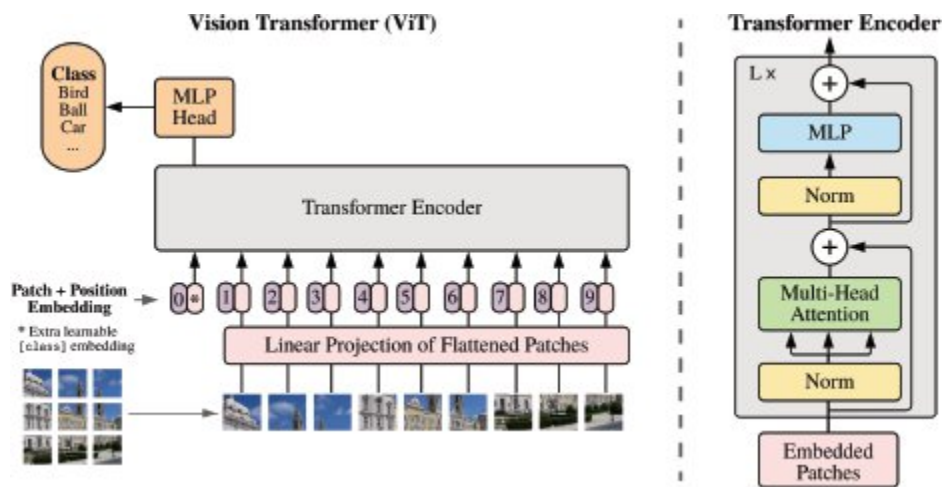 Vision Transformer (ViT)
Class
Bird
Ball
Car
...
MLP
Head
Transformer Encoder
Patch + Position
Embedding
0 * 1 2 3 4 5 6 7 8 9
* Extra learnable
[class] embedding
Linear Projection of Flattened Patches
Transformer Encoder
L ×
+
MLP
Norm
+
Multi-Head
Attention
Norm
Embedded
Patches